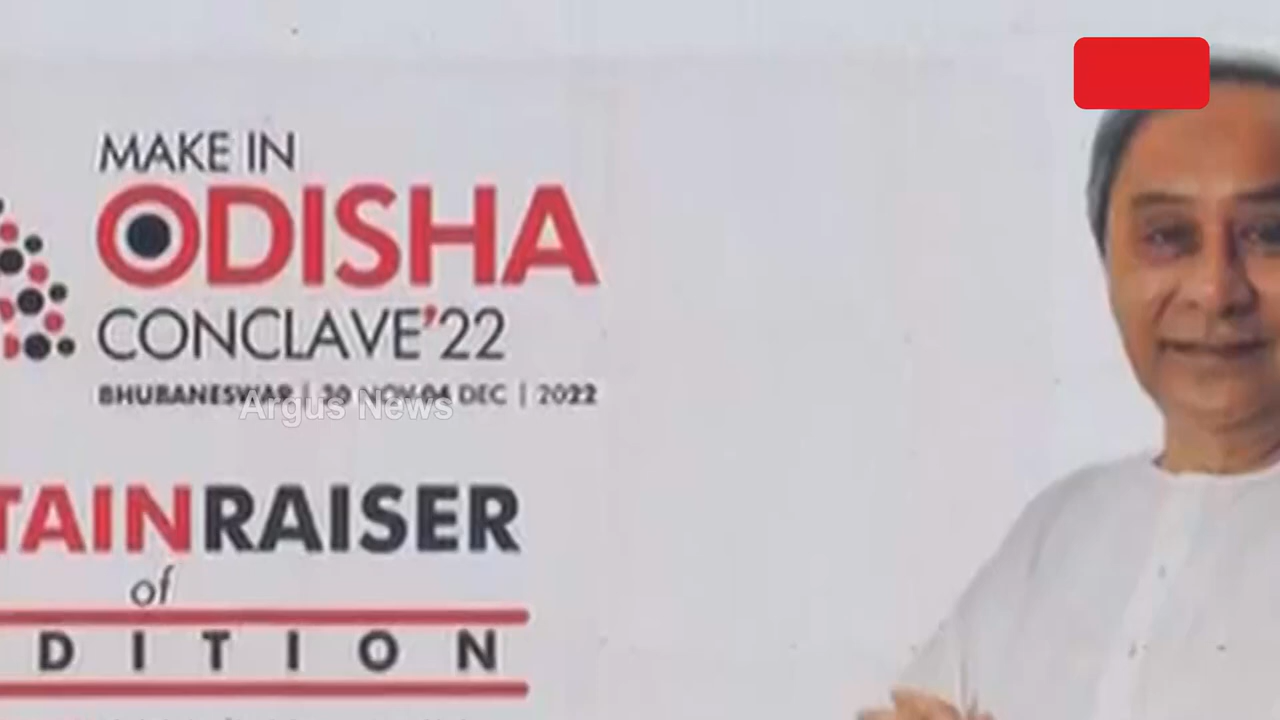 MAKE IN
ODISHA
CONCLAVE'22
BHUBANESWAR | 30 NOV-04 DEC | 2022
Argus News
TAINRAISER
of
DITION